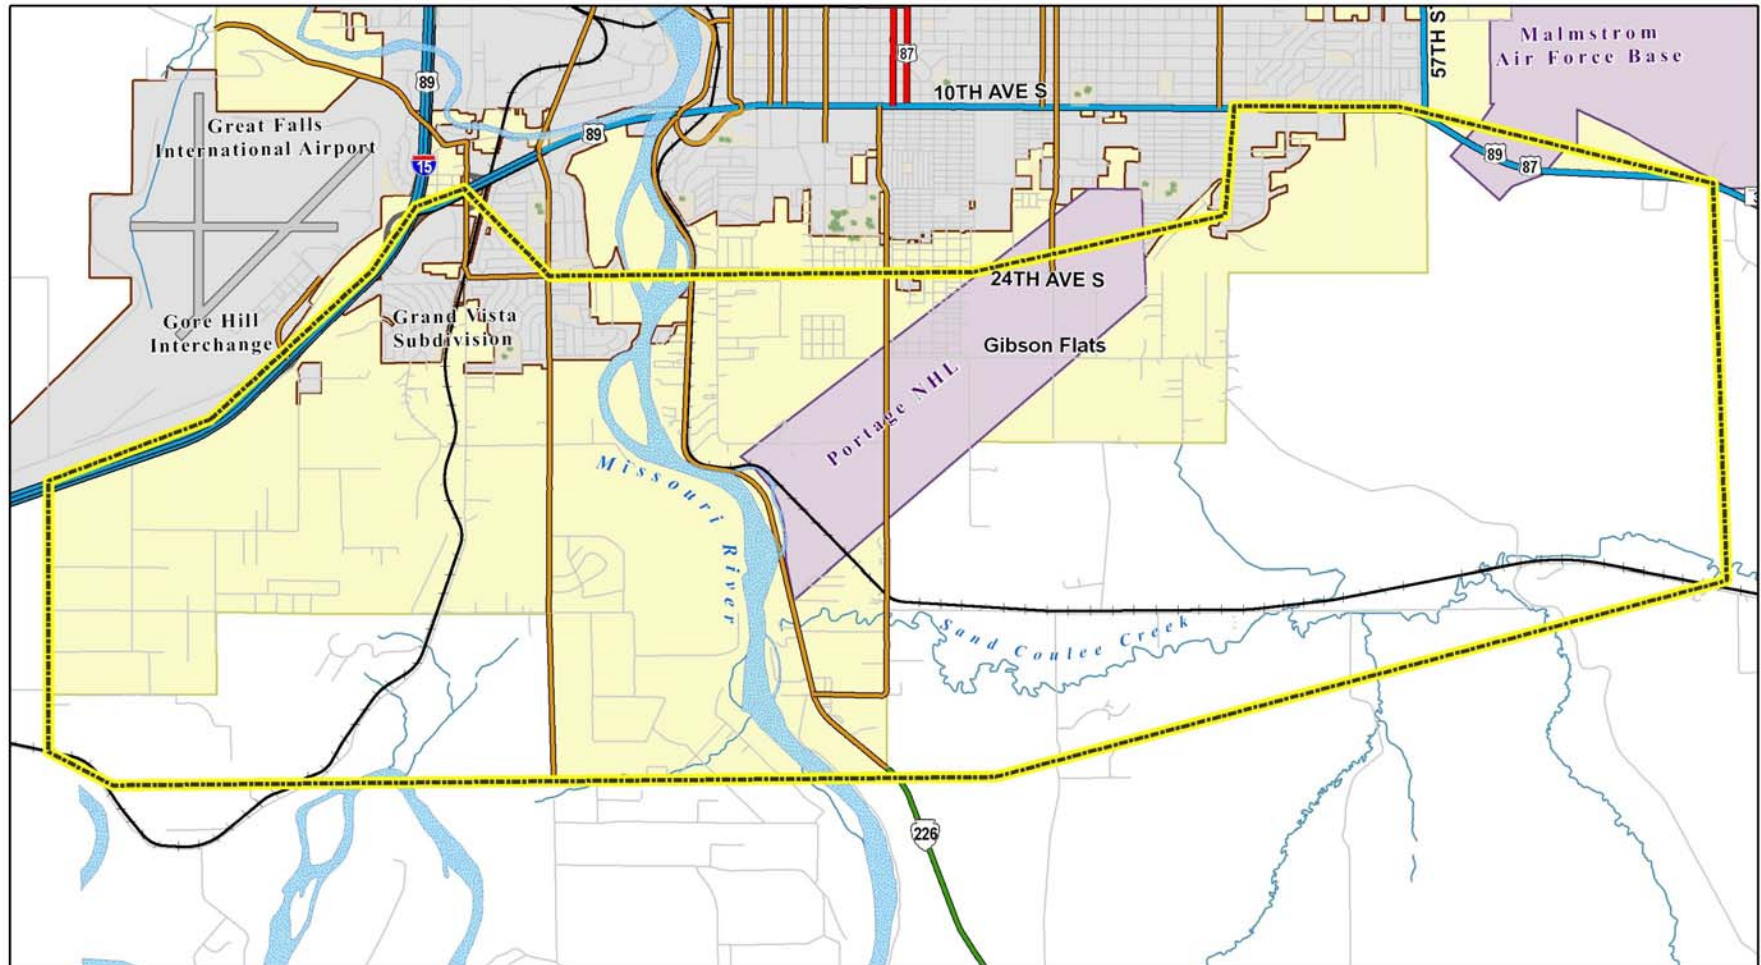 57TH ST
Malmstrom
Air Force Base
87
89
10TH AVE S
Great Falls
International Airport
89
15
89
87
24TH AVE S
Gore Hill
Interchange
Grand Vista
Subdivision
Gibson Flats
Portage NHL
Missouri River
Sand Coulee Creek
226